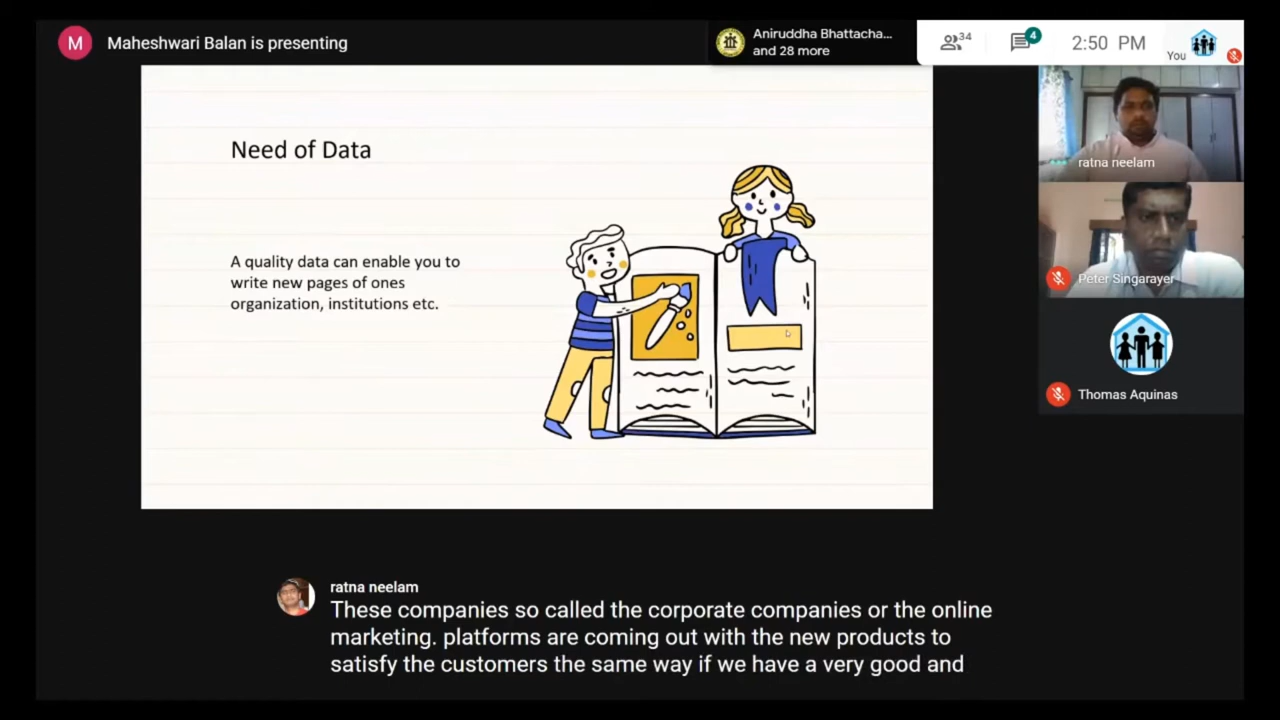 M
Maheshwari Balan is presenting
Aniruddha Bhattacha...
and 28 more
34
4
2:50 PM
You
ratna neelam
Peter Singarayer
Thomas Aquinas
Need of Data
A quality data can enable you to
write new pages of ones
organization, institutions etc.
ratna neelam
These companies so called the corporate companies or the online
marketing. platforms are coming out with the new products to
satisfy the customers the same way if we have a very good and